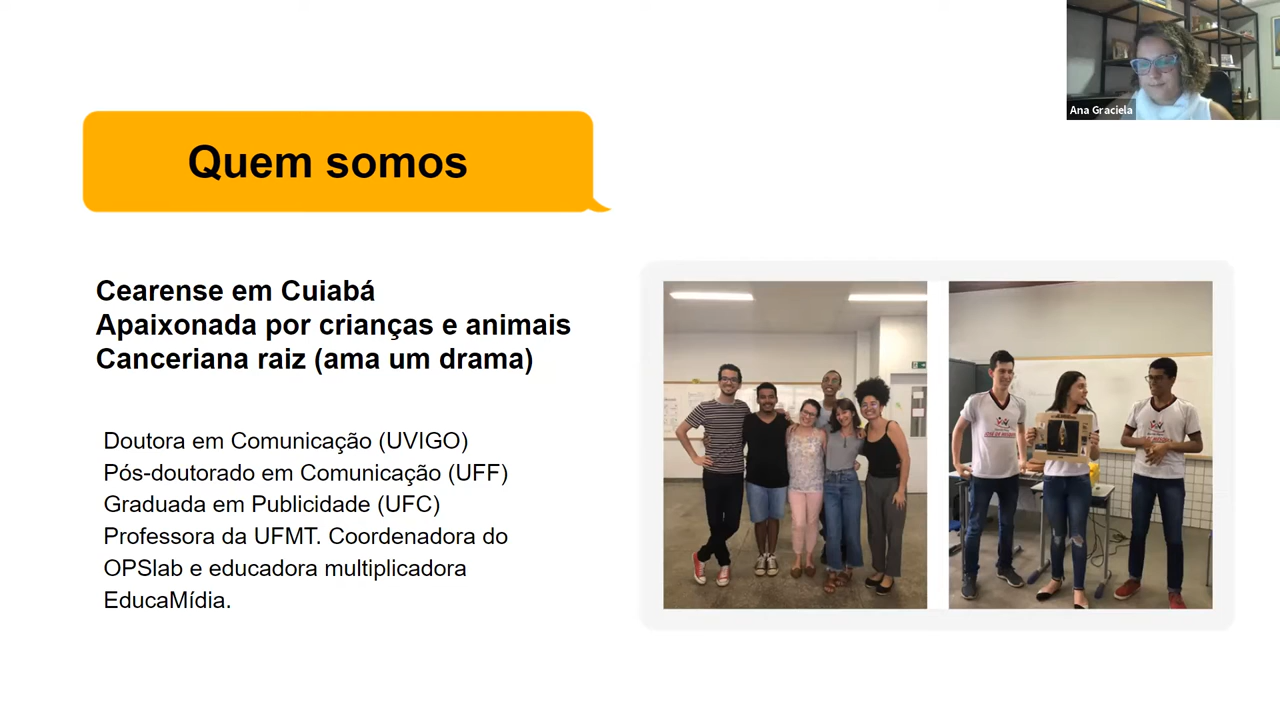 Ana Graciela
Quem somos
Cearense em Cuiabá
Apaixonada por crianças e animais
Canceriana raiz (ama um drama)
Doutora em Comunicação (UVIGO)
Pós-doutorado em Comunicação (UFF)
Graduada em Publicidade (UFC)
Professora da UFMT. Coordenadora do
OPSlab e educadora multiplicadora
EducaMídia.